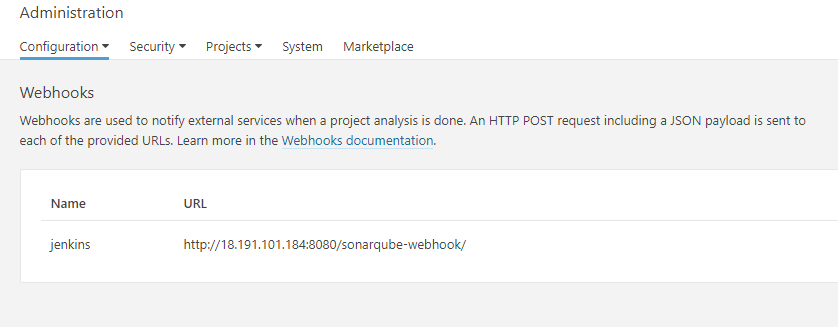 Administration
Configuration Security Projects System Marketplace
Webhooks
Webhooks are used to notify external services when a project analysis is done. An HTTP POST request including a JSON payload is sent to
each of the provided URLs. Learn more in the Webhooks documentation.
Name URL
jenkins http://18.191.101.184:8080/sonarqube-webhook/